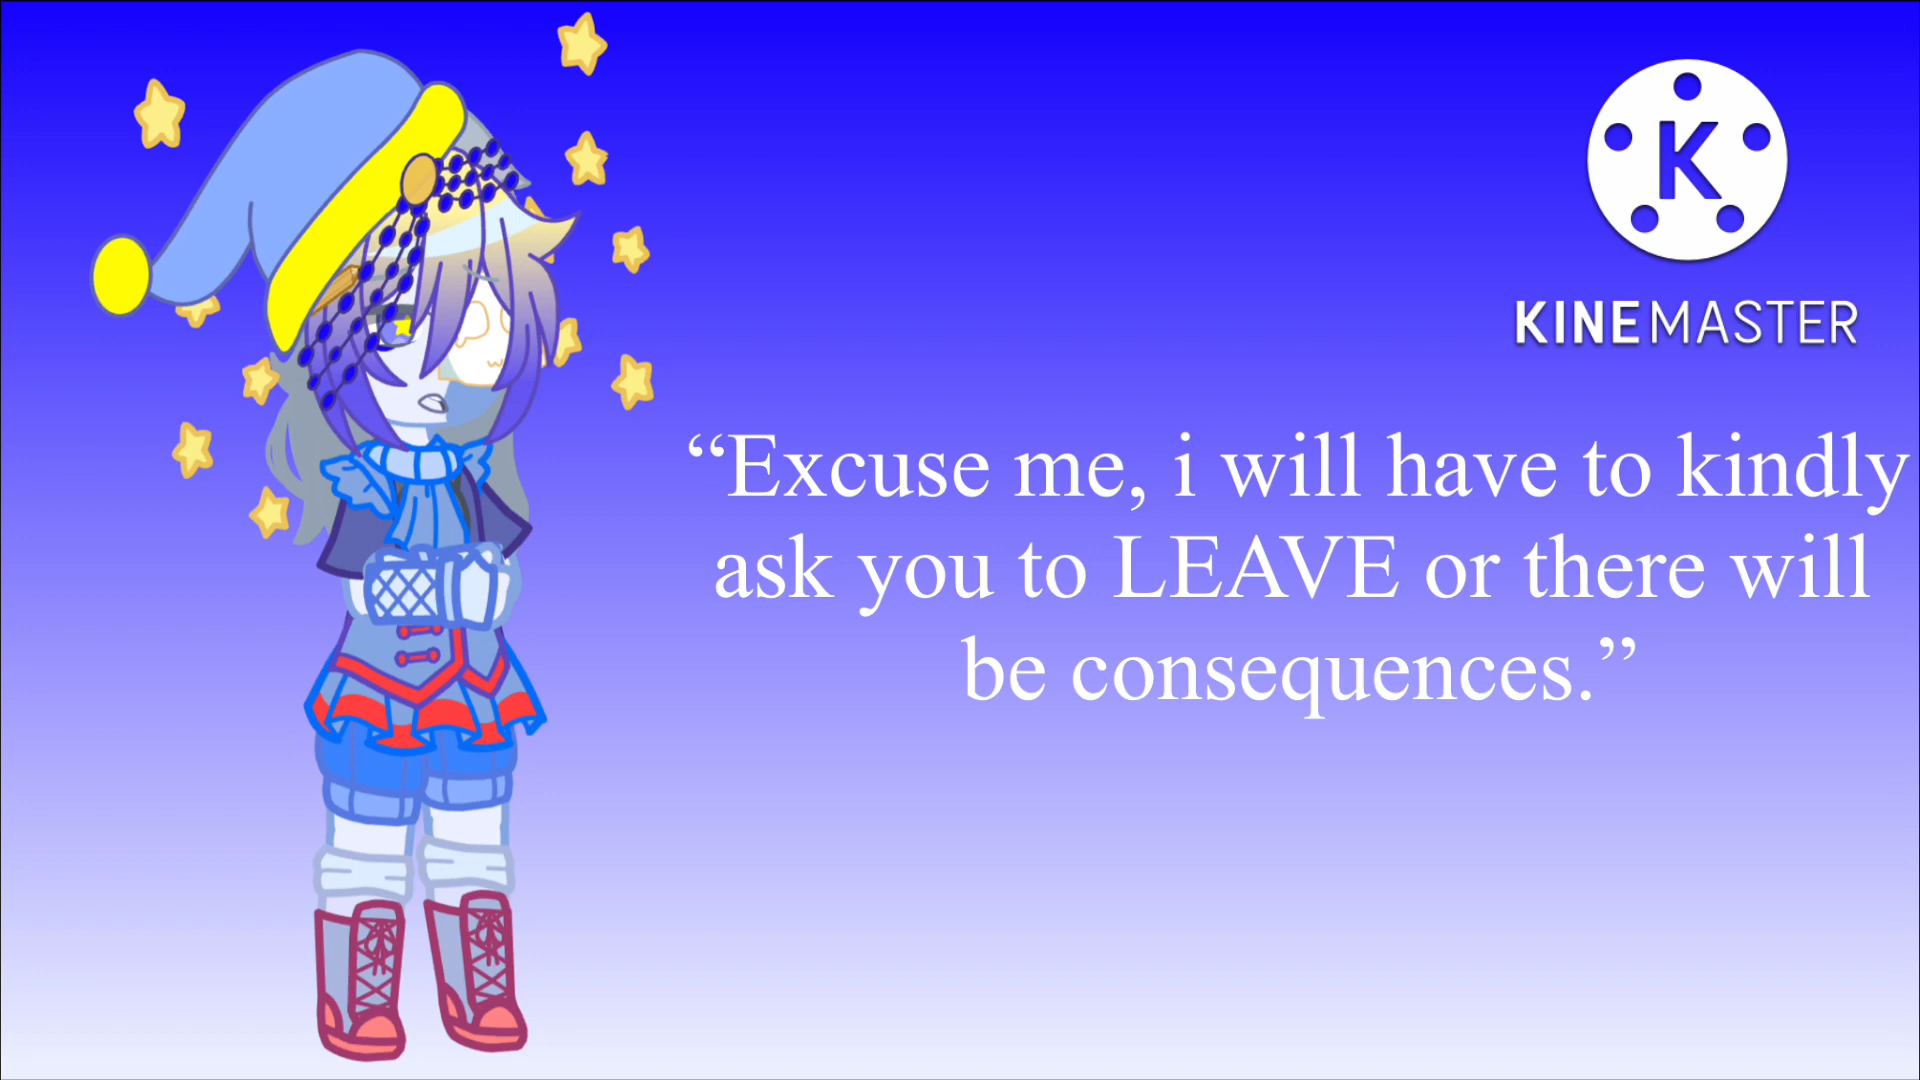 K
KINEMASTER
“Excuse me, i will have to kindly
ask you to LEAVE or there will
be consequences.”